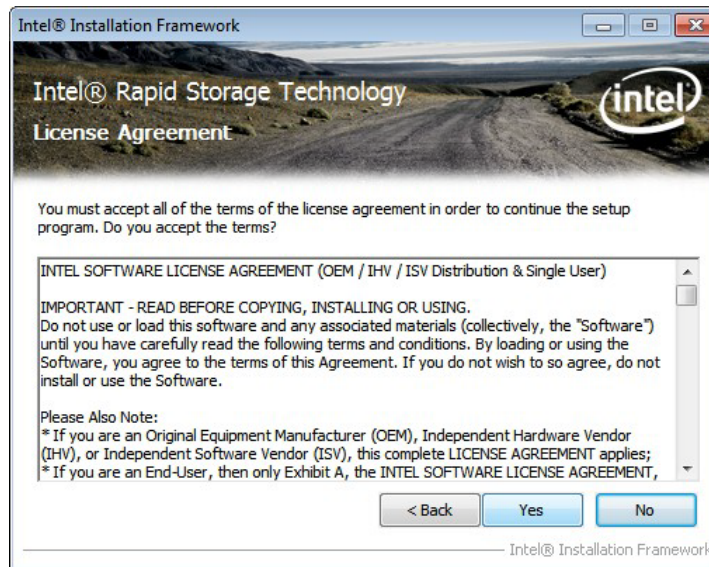 Intel® Installation Framework
Intel® Rapid Storage Technology
License Agreement
intel
You must accept all of the terms of the license agreement in order to continue the setup
program. Do you accept the terms?
INTEL SOFTWARE LICENSE AGREEMENT (OEM / IHV / ISV Distribution & Single User)
IMPORTANT - READ BEFORE COPYING, INSTALLING OR USING.
Do not use or load this software and any associated materials (collectively, the "Software")
until you have carefully read the following terms and conditions. By loading or using the
Software, you agree to the terms of this Agreement. If you do not wish to so agree, do not
install or use the Software.
Please Also Note:
* If you are an Original Equipment Manufacturer (OEM), Independent Hardware Vendor
(IHV), or Independent Software Vendor (ISV), this complete LICENSE AGREEMENT applies;
* If you are an End-User, then only Exhibit A, the INTEL SOFTWARE LICENSE AGREEMENT,
< Back Yes No
Intel® Installation Framework